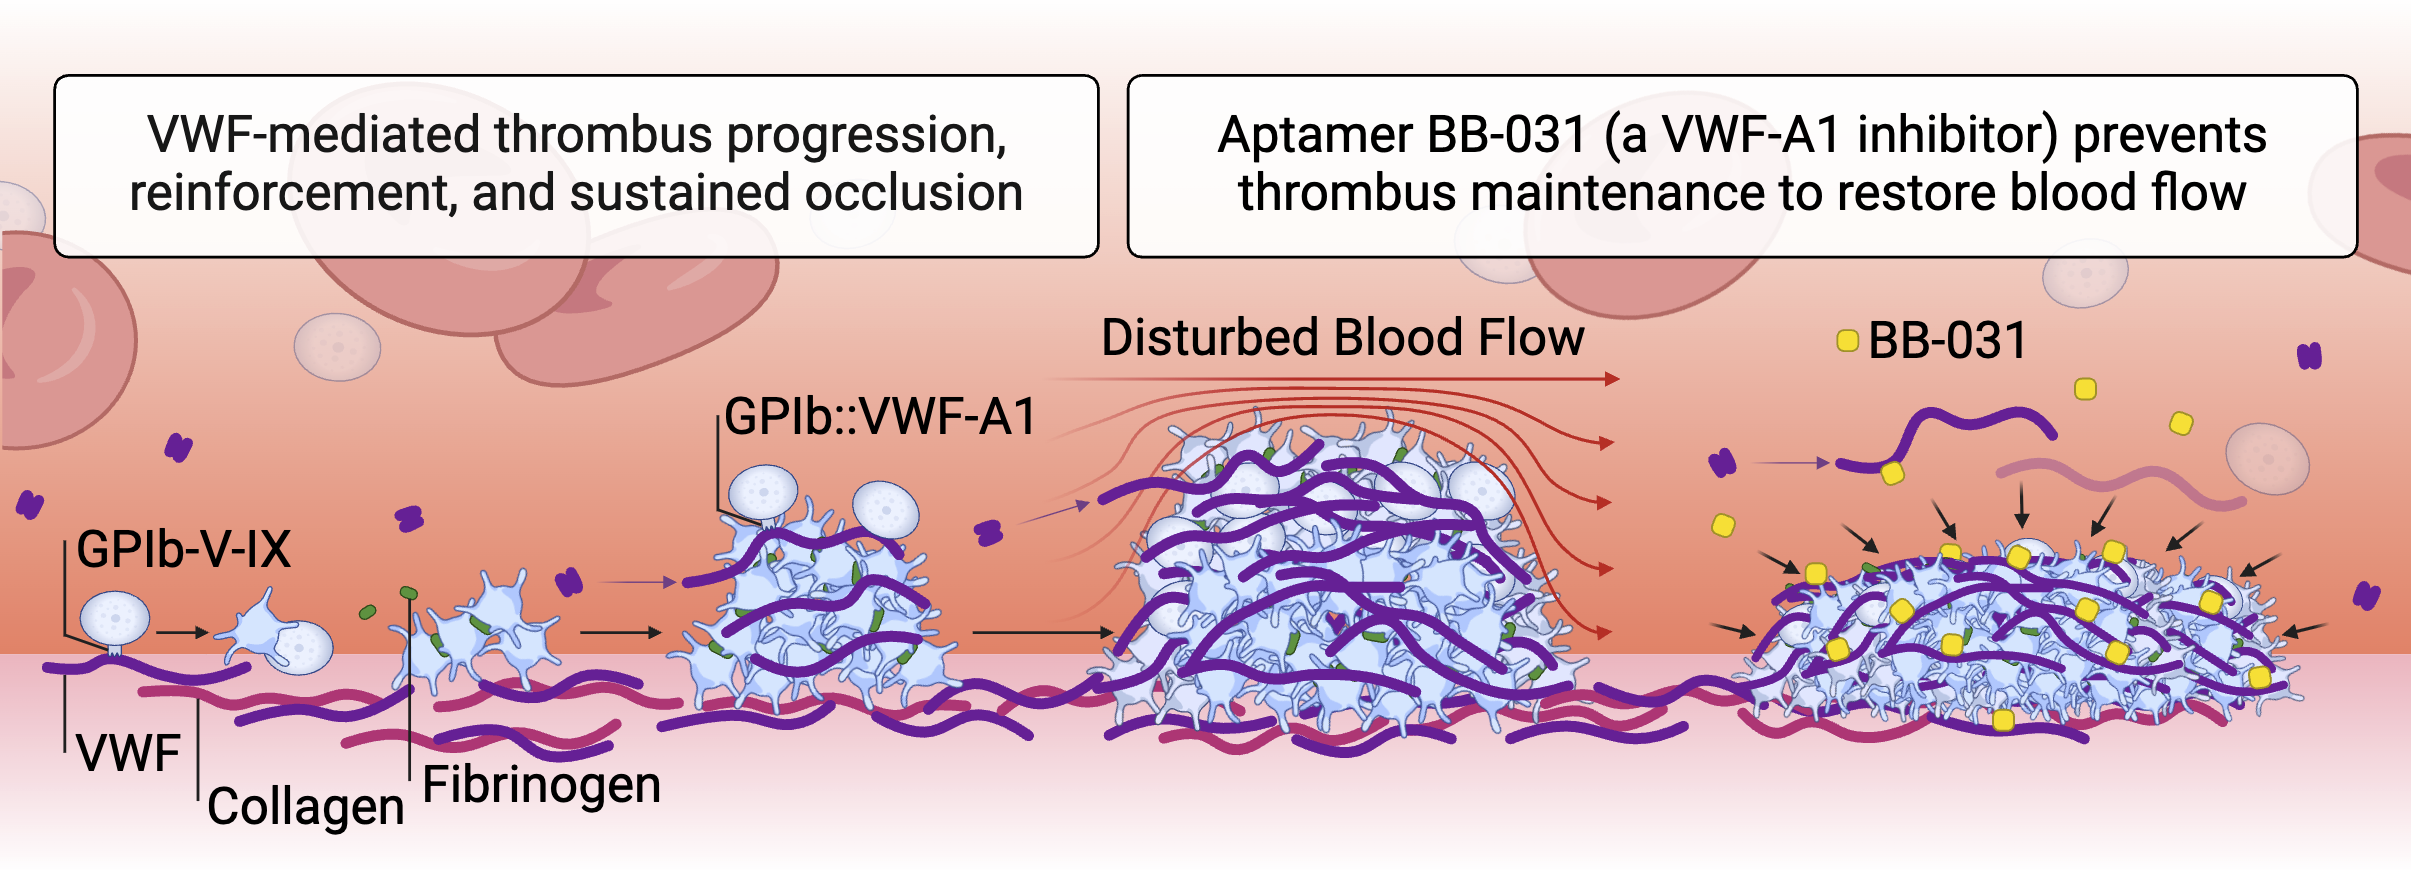 VWF-mediated thrombus progression,
reinforcement, and sustained occlusion
Aptamer BB-031 (a VWF-A1 inhibitor) prevents
thrombus maintenance to restore blood flow
Disturbed Blood Flow
BB-031
GPIb::VWF-A1
GPIb-V-IX
VWF
Collagen
Fibrinogen